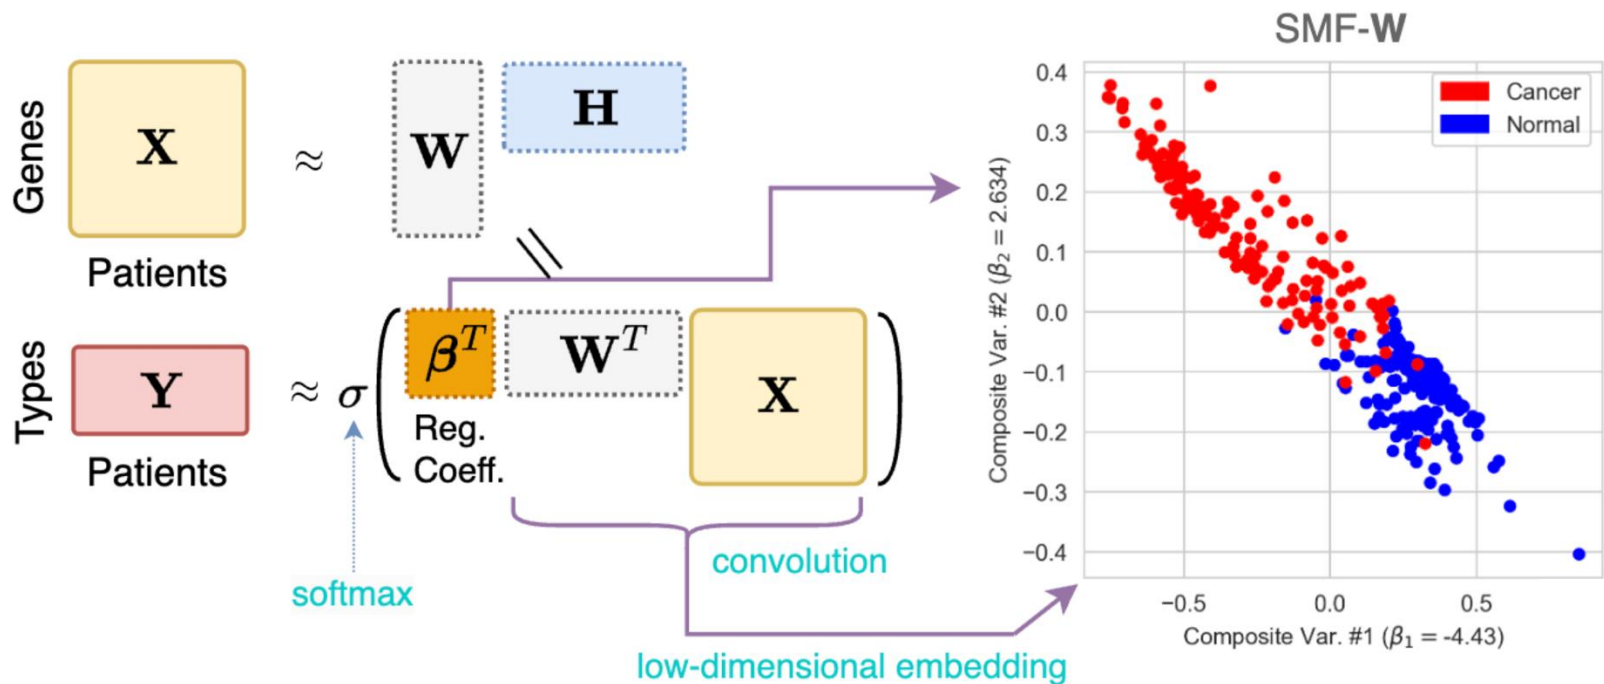 Genes
X
Patients
≈
W
H
Types
Y
Patients
≈ σ
β^T
W^T
X
Reg.
Coeff.
softmax
convolution
low-dimensional embedding
SMF-W
Cancer
Normal
Composite Var. #2 (β₂ = 2.634)
0.4
0.3
0.2
0.1
0.0
−0.1
−0.2
−0.3
−0.4
−0.5 0.0 0.5
Composite Var. #1 (β₁ = -4.43)